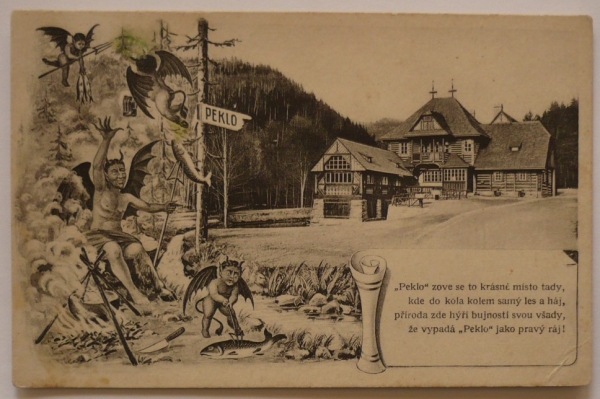 PEKLO
„Peklo" zove se to krásné místo tady,
kde do kola kolem samý les a háj,
příroda zde hýří bujností svou všady,
že vypadá „Peklo" jako pravý ráj!